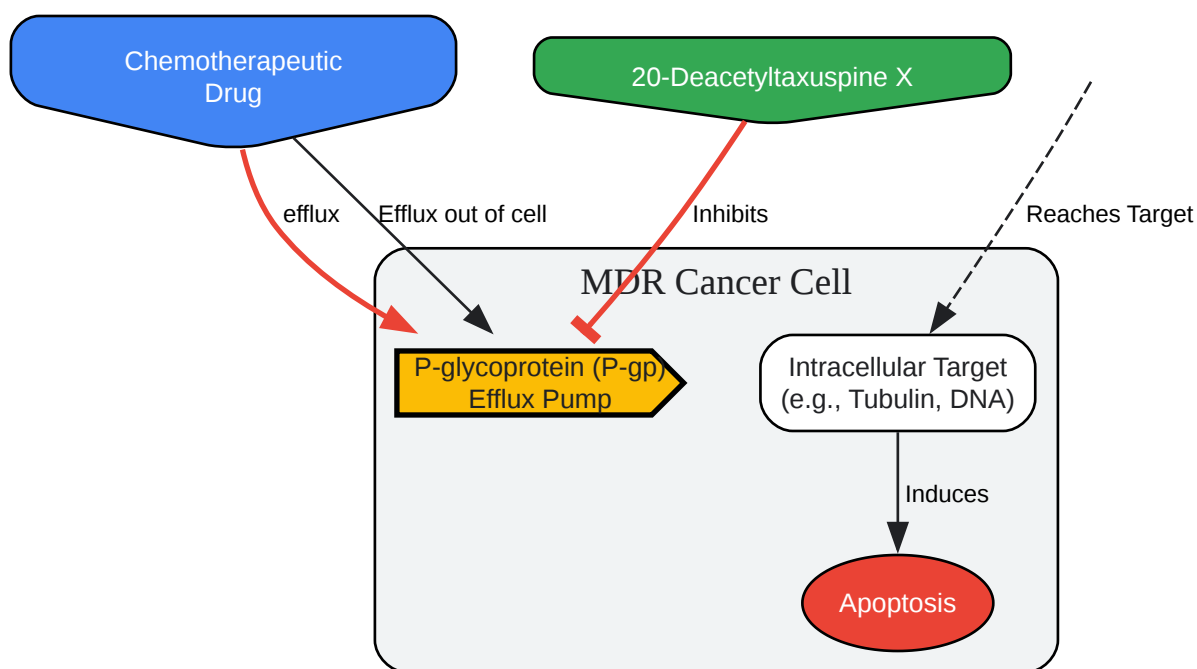 Chemotherapeutic
Drug
20-Deacetyltaxuspine X
efflux
Efflux out of cell
Inhibits
Reaches Target
MDR Cancer Cell
P-glycoprotein (P-gp)
Efflux Pump
Intracellular Target
(e.g., Tubulin, DNA)
Induces
Apoptosis